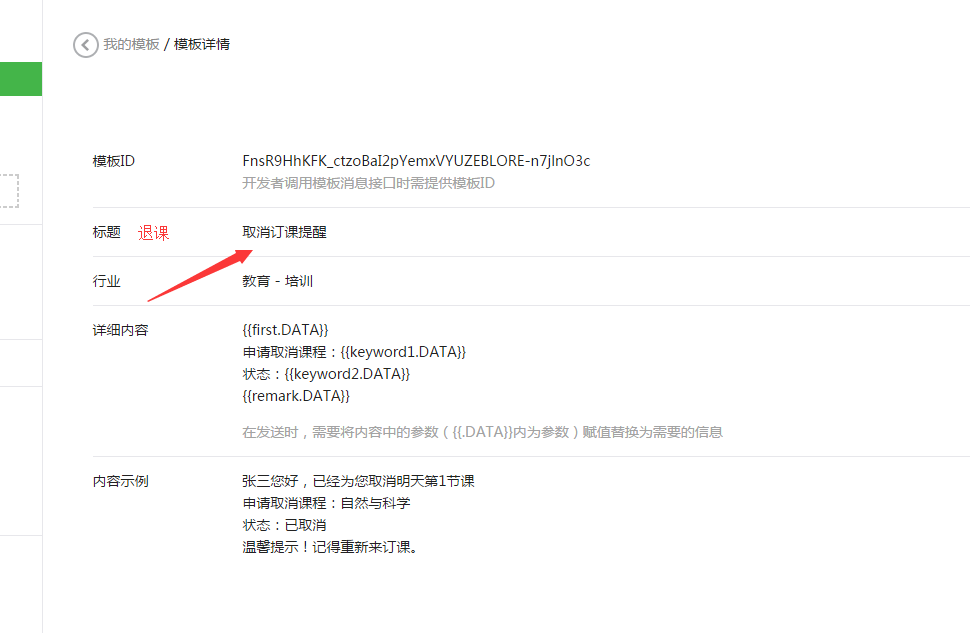 我的模板 / 模板详情
模板ID FnsR9HhKFK_ctzoBaI2pYemxVYUZEBLORE-n7jlnO3c
开发者调用模板消息接口时需提供模板ID
标题 退课 取消订课提醒
行业 教育 - 培训
详细内容 {{first.DATA}}
申请取消课程：{{keyword1.DATA}}
状态：{{keyword2.DATA}}
{{remark.DATA}}
在发送时，需要将内容中的参数（{{.DATA}}内为参数）赋值替换为需要的信息
内容示例 张三您好，已经为您取消明天第1节课
申请取消课程：自然与科学
状态：已取消
温馨提示！记得重新来订课。